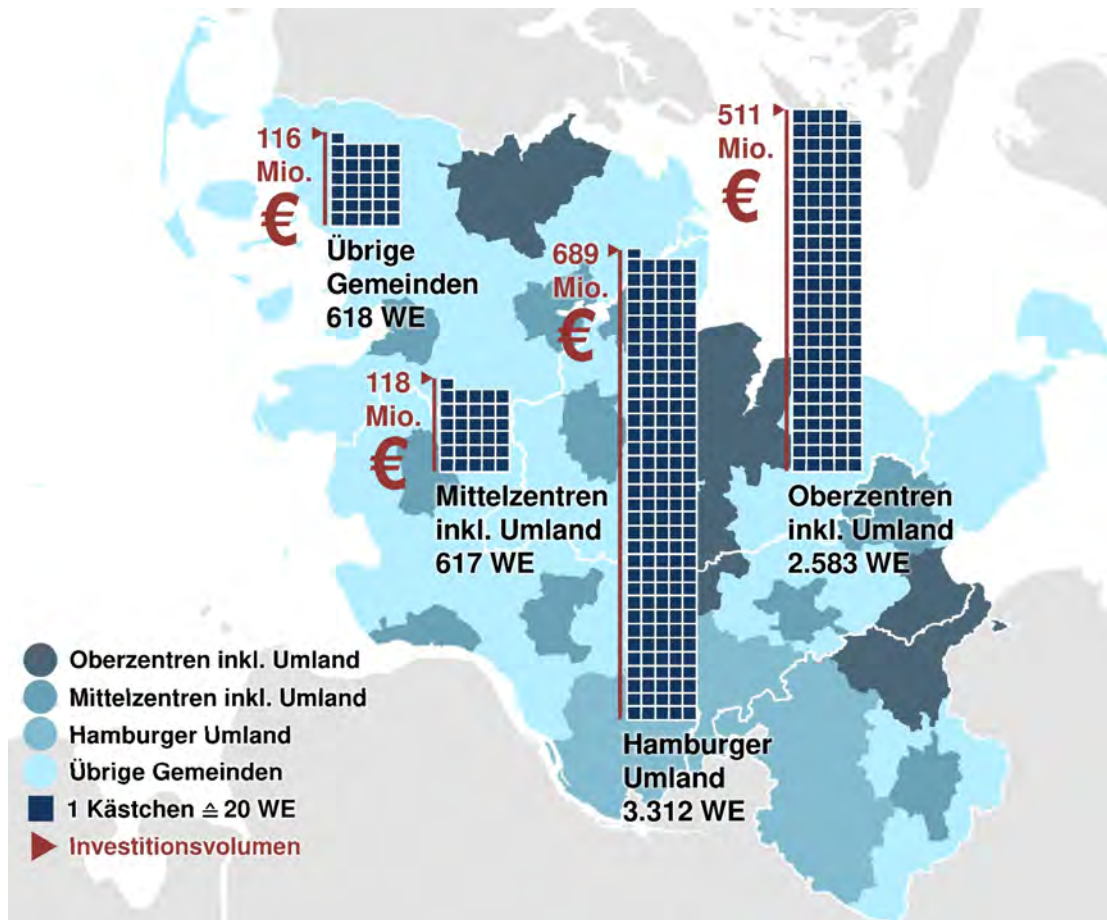 116
Mio.
€
Übrige
Gemeinden
618 WE
511
Mio.
€
Oberzentren
inkl. Umland
2.583 WE
689
Mio.
€
Hamburger
Umland
3.312 WE
118
Mio.
€
Mittelzentren
inkl. Umland
617 WE
Oberzentren inkl. Umland
Mittelzentren inkl. Umland
Hamburger Umland
Übrige Gemeinden
1 Kästchen ≙ 20 WE
Investitionsvolumen